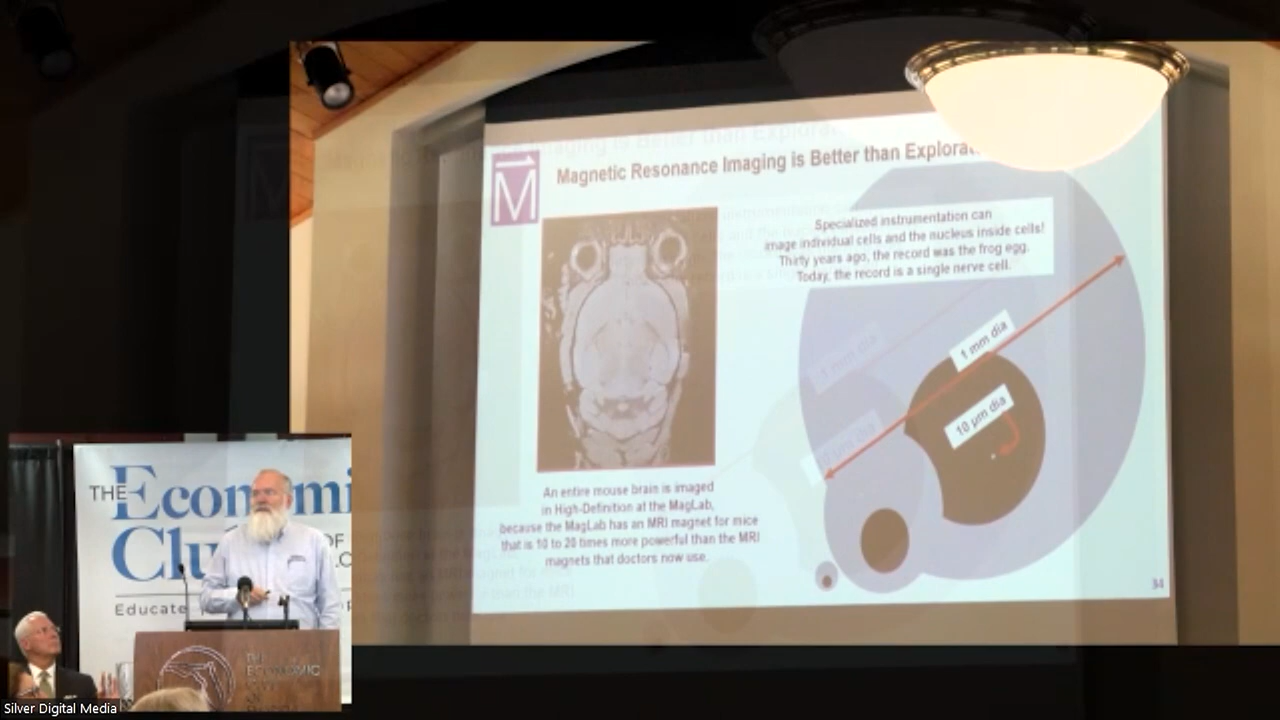 M
Magnetic Resonance Imaging is Better than
Specialized instrumentation can
image individual cells and the nucleus inside cells!
Thirty years ago, the record was the frog egg.
Today, the record is a single nerve cell.
1 mm dia
10 µm dia
An entire mouse brain is imaged
in High-Definition at the MagLab,
because the MagLab has an MRI magnet for mice
that is 10 to 20 times more powerful than the MRI
magnets that doctors now use.
34
THE
OF
Educate
THE
ECONOMIC
Silver Digital Media